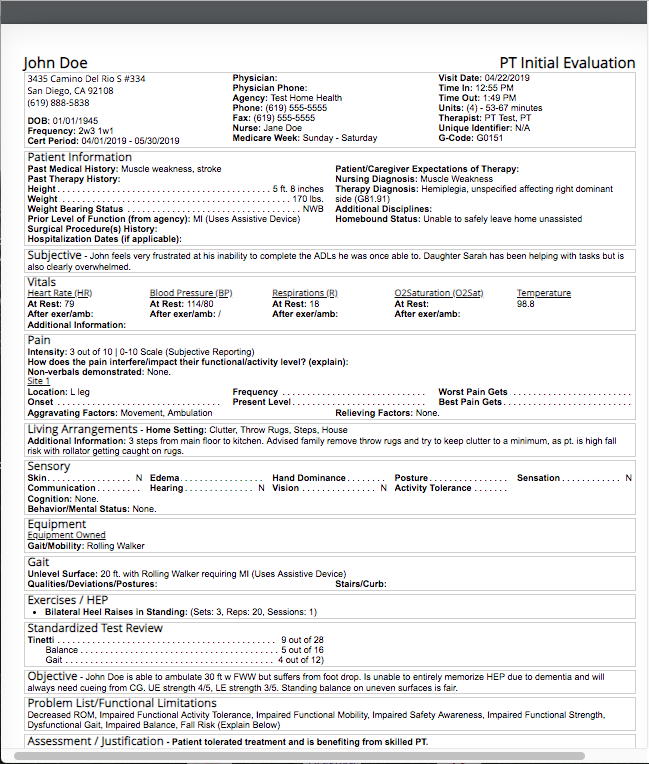 John Doe PT Initial Evaluation
3435 Camino Del Rio S #334
San Diego, CA 92108
(619) 888-5838
DOB: 01/01/1945
Frequency: 2w3 1w1
Cert Period: 04/01/2019 - 05/30/2019
Physician:
Physician Phone:
Agency: Test Home Health
Phone: (619) 555-5555
Fax: (619) 555-5555
Nurse: Jane Doe
Medicare Week: Sunday - Saturday
Visit Date: 04/22/2019
Time In: 12:55 PM
Time Out: 1:49 PM
Units: (4) - 53-67 minutes
Therapist: PT Test, PT
Unique Identifier: N/A
G-Code: G0151
Patient Information
Past Medical History: Muscle weakness, stroke
Past Therapy History:
Height . . . . . . . . . . . . . . . . . . . . 5 ft. 8 inches
Weight . . . . . . . . . . . . . . . . . . . . 170 lbs.
Weight Bearing Status . . . . . . . . . . . . . . . . . . . . NWB
Prior Level of Function (from agency): MI (Uses Assistive Device)
Surgical Procedure(s) History:
Hospitalization Dates (if applicable):
Patient/Caregiver Expectations of Therapy:
Nursing Diagnosis: Muscle Weakness
Therapy Diagnosis: Hemiplegia, unspecified affecting right dominant
side (G81.91)
Additional Disciplines:
Homebound Status: Unable to safely leave home unassisted
Subjective - John feels very frustrated at his inability to complete the ADLs he was once able to. Daughter Sarah has been helping with tasks but is
also clearly overwhelmed.
Vitals
Heart Rate (HR) Blood Pressure (BP) Respirations (R) O2Saturation (O2Sat) Temperature
At Rest: 79 At Rest: 114/80 At Rest: 18 At Rest: 98.8
After exer/amb: After exer/amb: / After exer/amb: After exer/amb:
Additional Information:
Pain
Intensity: 3 out of 10 | 0-10 Scale (Subjective Reporting)
How does the pain interfere/impact their functional/activity level? (explain):
Non-verbals demonstrated: None.
Site 1
Location: L leg Frequency . . . . . . . . . . . . . . . Worst Pain Gets . . . . . . . . . . . . . . .
Onset . . . . . . . . . . . . . . . Present Level . . . . . . . . . . . . . . . Best Pain Gets . . . . . . . . . . . . . . .
Aggravating Factors: Movement, Ambulation Relieving Factors: None.
Living Arrangements - Home Setting: Clutter, Throw Rugs, Steps, House
Additional Information: 3 steps from main floor to kitchen. Advised family remove throw rugs and try to keep clutter to a minimum, as pt. is high fall
risk with rollator getting caught on rugs.
Sensory
Skin . . . . . . . . . . N Edema . . . . . . . . . . Hand Dominance . . . . . . Posture . . . . . . . . . . Sensation . . . . . . . . . . N
Communication . . . . . . . . Hearing . . . . . . . . . . N Vision . . . . . . . . . . N Activity Tolerance . . . . . . .
Cognition: None.
Behavior/Mental Status: None.
Equipment
Equipment Owned
Gait/Mobility: Rolling Walker
Gait
Unlevel Surface: 20 ft. with Rolling Walker requiring MI (Uses Assistive Device)
Qualities/Deviations/Postures: Stairs/Curb:
Exercises / HEP
• Bilateral Heel Raises in Standing: (Sets: 3, Reps: 20, Sessions: 1)
Standardized Test Review
Tinetti . . . . . . . . . . . . . . . . . . . . 9 out of 28
Balance . . . . . . . . . . . . . . . . . . . . 5 out of 16
Gait . . . . . . . . . . . . . . . . . . . . 4 out of 12)
Objective - John Doe is able to ambulate 30 ft w FWW but suffers from foot drop. Is unable to entirely memorize HEP due to dementia and will
always need cueing from CG. UE strength 4/5, LE strength 3/5. Standing balance on uneven surfaces is fair.
Problem List/Functional Limitations
Decreased ROM, Impaired Functional Activity Tolerance, Impaired Functional Mobility, Impaired Safety Awareness, Impaired Functional Strength,
Dysfunctional Gait, Impaired Balance, Fall Risk (Explain Below)
Assessment / Justification - Patient tolerated treatment and is benefiting from skilled PT.